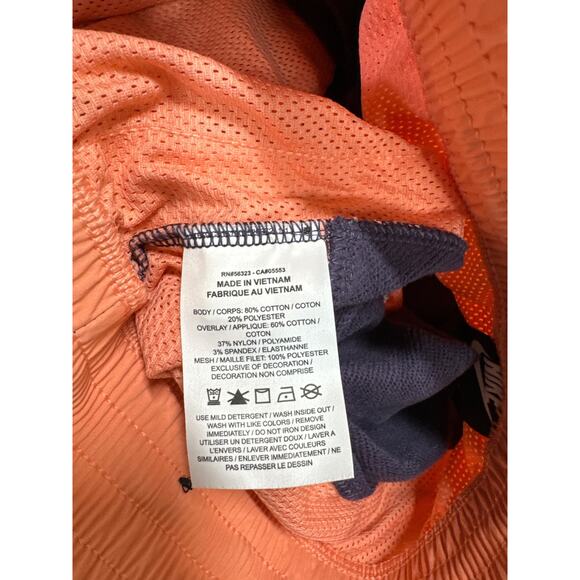 RN#56323 - CA#05553
MADE IN VIETNAM
FABRIQUE AU VIETNAM
BODY / CORPS: 80% COTTON / COTON
20% POLYESTER
OVERLAY / APPLIQUE: 60% COTTON /
COTON
37% NYLON / POLYAMIDE
3% SPANDEX / ELASTHANNE
MESH / MAILLE FILET: 100% POLYESTER
EXCLUSIVE OF DECORATION /
DECORATION NON COMPRISE
USE MILD DETERGENT / WASH INSIDE OUT /
WASH WITH LIKE COLORS / REMOVE
IMMEDIATELY / DO NOT IRON DESIGN
UTILISER UN DETERGENT DOUX / LAVER A
L'ENVERS / LAVER AVEC COULEURS
SIMILAIRES / ENLEVER IMMEDIATEMENT / NE
PAS REPASSER LE DESSIN
NIKE